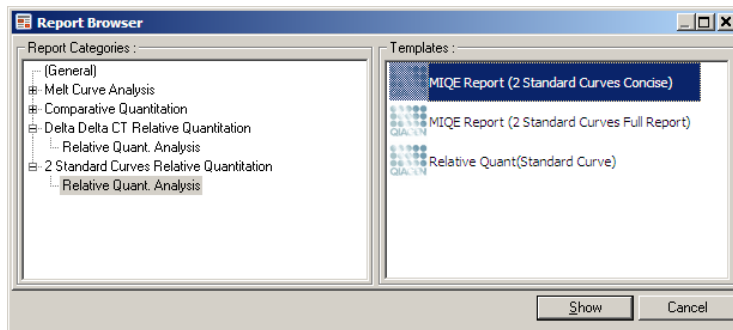 Report Browser
Report Categories :
(General)
Melt Curve Analysis
Comparative Quantitation
Delta Delta CT Relative Quantitation
Relative Quant. Analysis
2 Standard Curves Relative Quantitation
Relative Quant. Analysis
Templates :
MIQE Report (2 Standard Curves Concise)
MIQE Report (2 Standard Curves Full Report)
QIAGEN
Relative Quant(Standard Curve)
QIAGEN
Show
Cancel